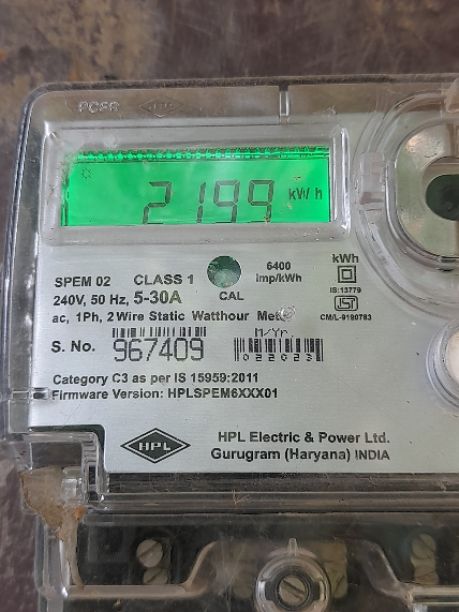 2199 kWh
SPEM 02 CLASS 1
6400 imp/kWh
kWh
240V, 50 Hz, 5-30A
CAL
IS:13779
ac, 1Ph, 2 Wire Static Watthour Meter
CM/L-9190783
M/Yr.
S. No. 967409
022023
Category C3 as per IS 15959:2011
Firmware Version: HPLSPEM6XXX01
HPL
HPL Electric & Power Ltd.
Gurugram (Haryana) INDIA